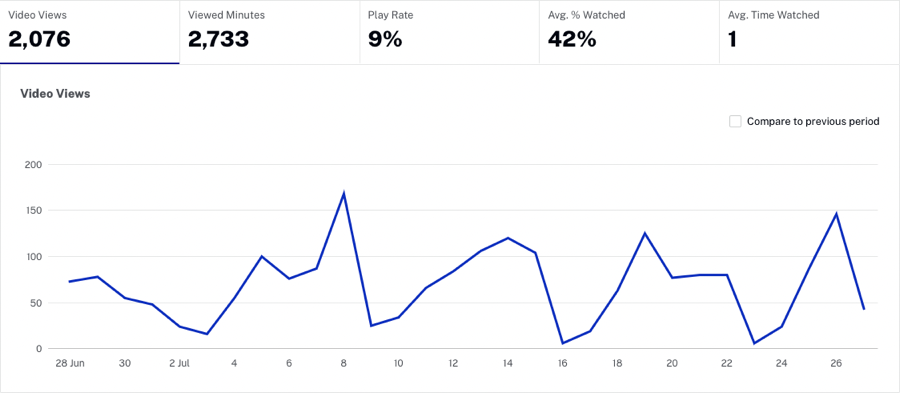 Video Views
2,076
Viewed Minutes
2,733
Play Rate
9%
Avg. % Watched
42%
Avg. Time Watched
1
Video Views
Compare to previous period
200
150
100
50
0
28 Jun 30 2 Jul 4 6 8 10 12 14 16 18 20 22 24 26